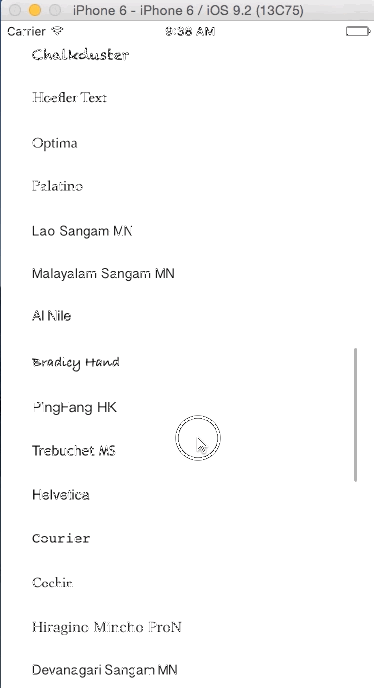 iPhone 6 - iPhone 6 / iOS 9.2 (13C75)
Carrier 9:38 AM
Chalkduster
Hoefler Text
Optima
Palatino
Lao Sangam MN
Malayalam Sangam MN
Al Nile
Bradley Hand
PingFang HK
Trebuchet MS
Helvetica
Courier
Cochin
Hiragino Mincho ProN
Devanagari Sangam MN